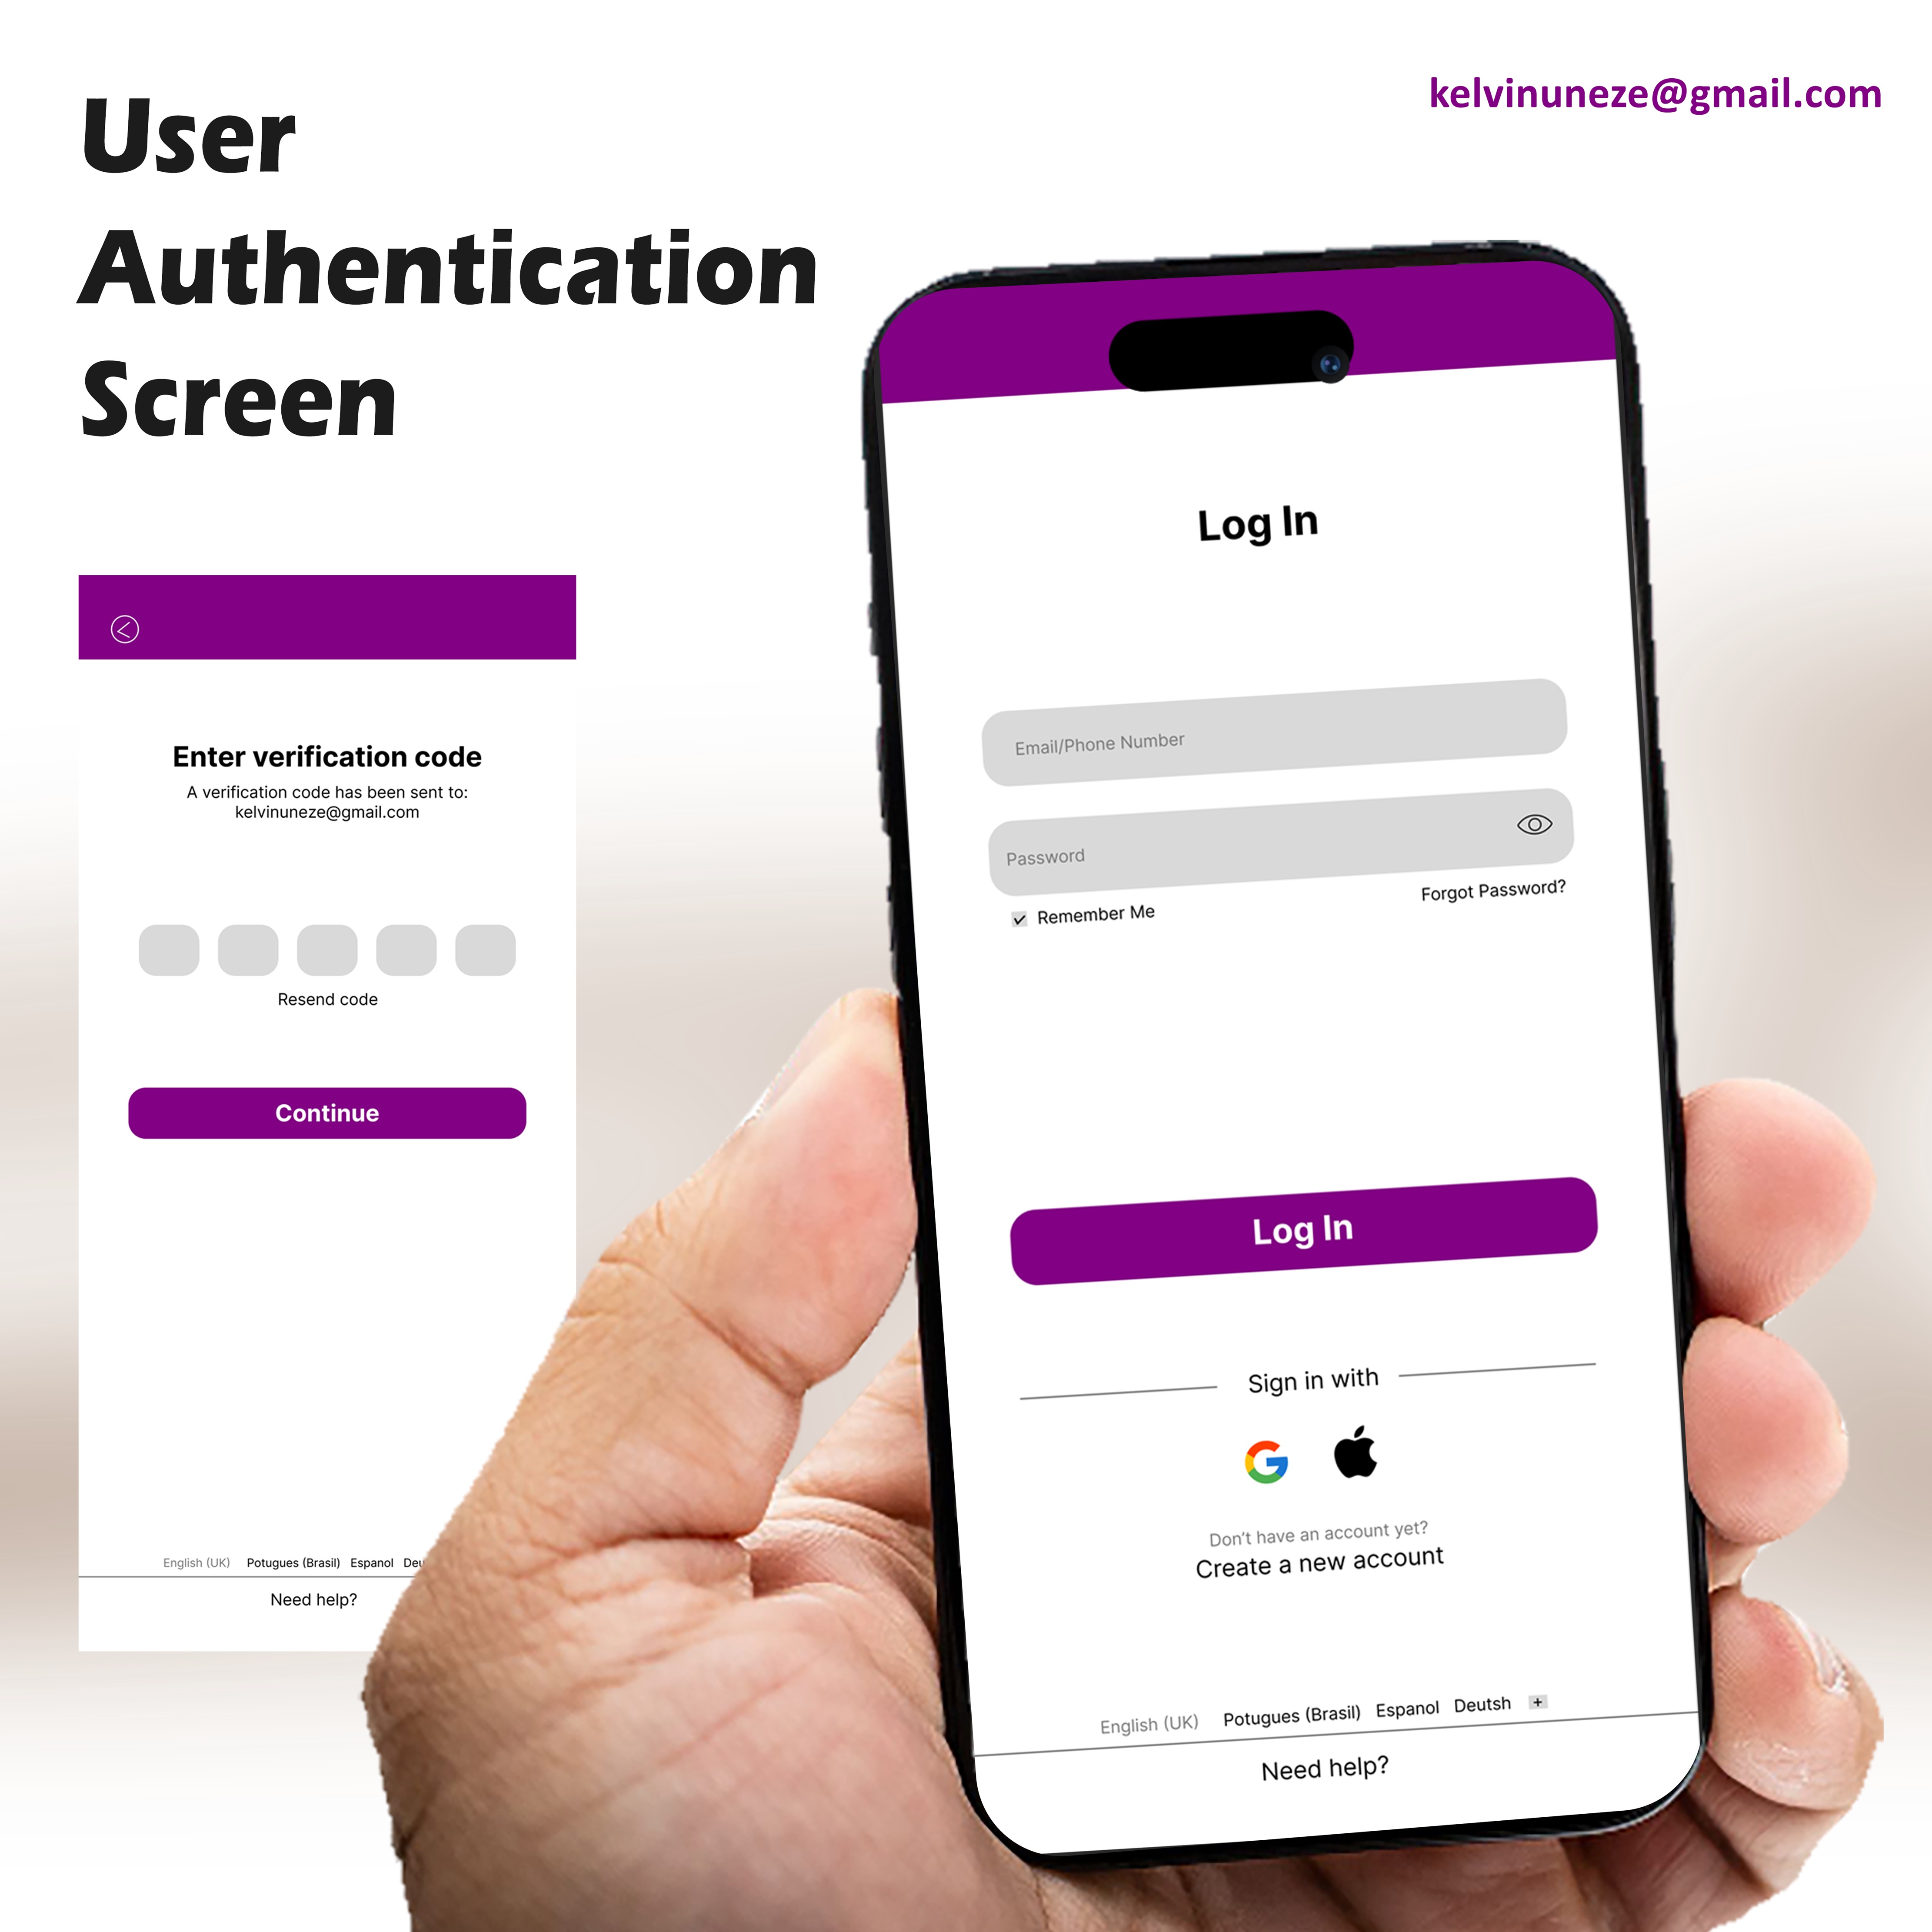 User
Authentication
Screen
kelvinuneze@gmail.com
Enter verification code
A verification code has been sent to:
kelvinuneze@gmail.com
Resend code
Continue
English (UK) Potugues (Brasil) Espanol Deu
Need help?
Log In
Email/Phone Number
Password
Remember Me
Forgot Password?
Log In
Sign in with
Don't have an account yet?
Create a new account
English (UK) Potugues (Brasil) Espanol Deutsh +
Need help?